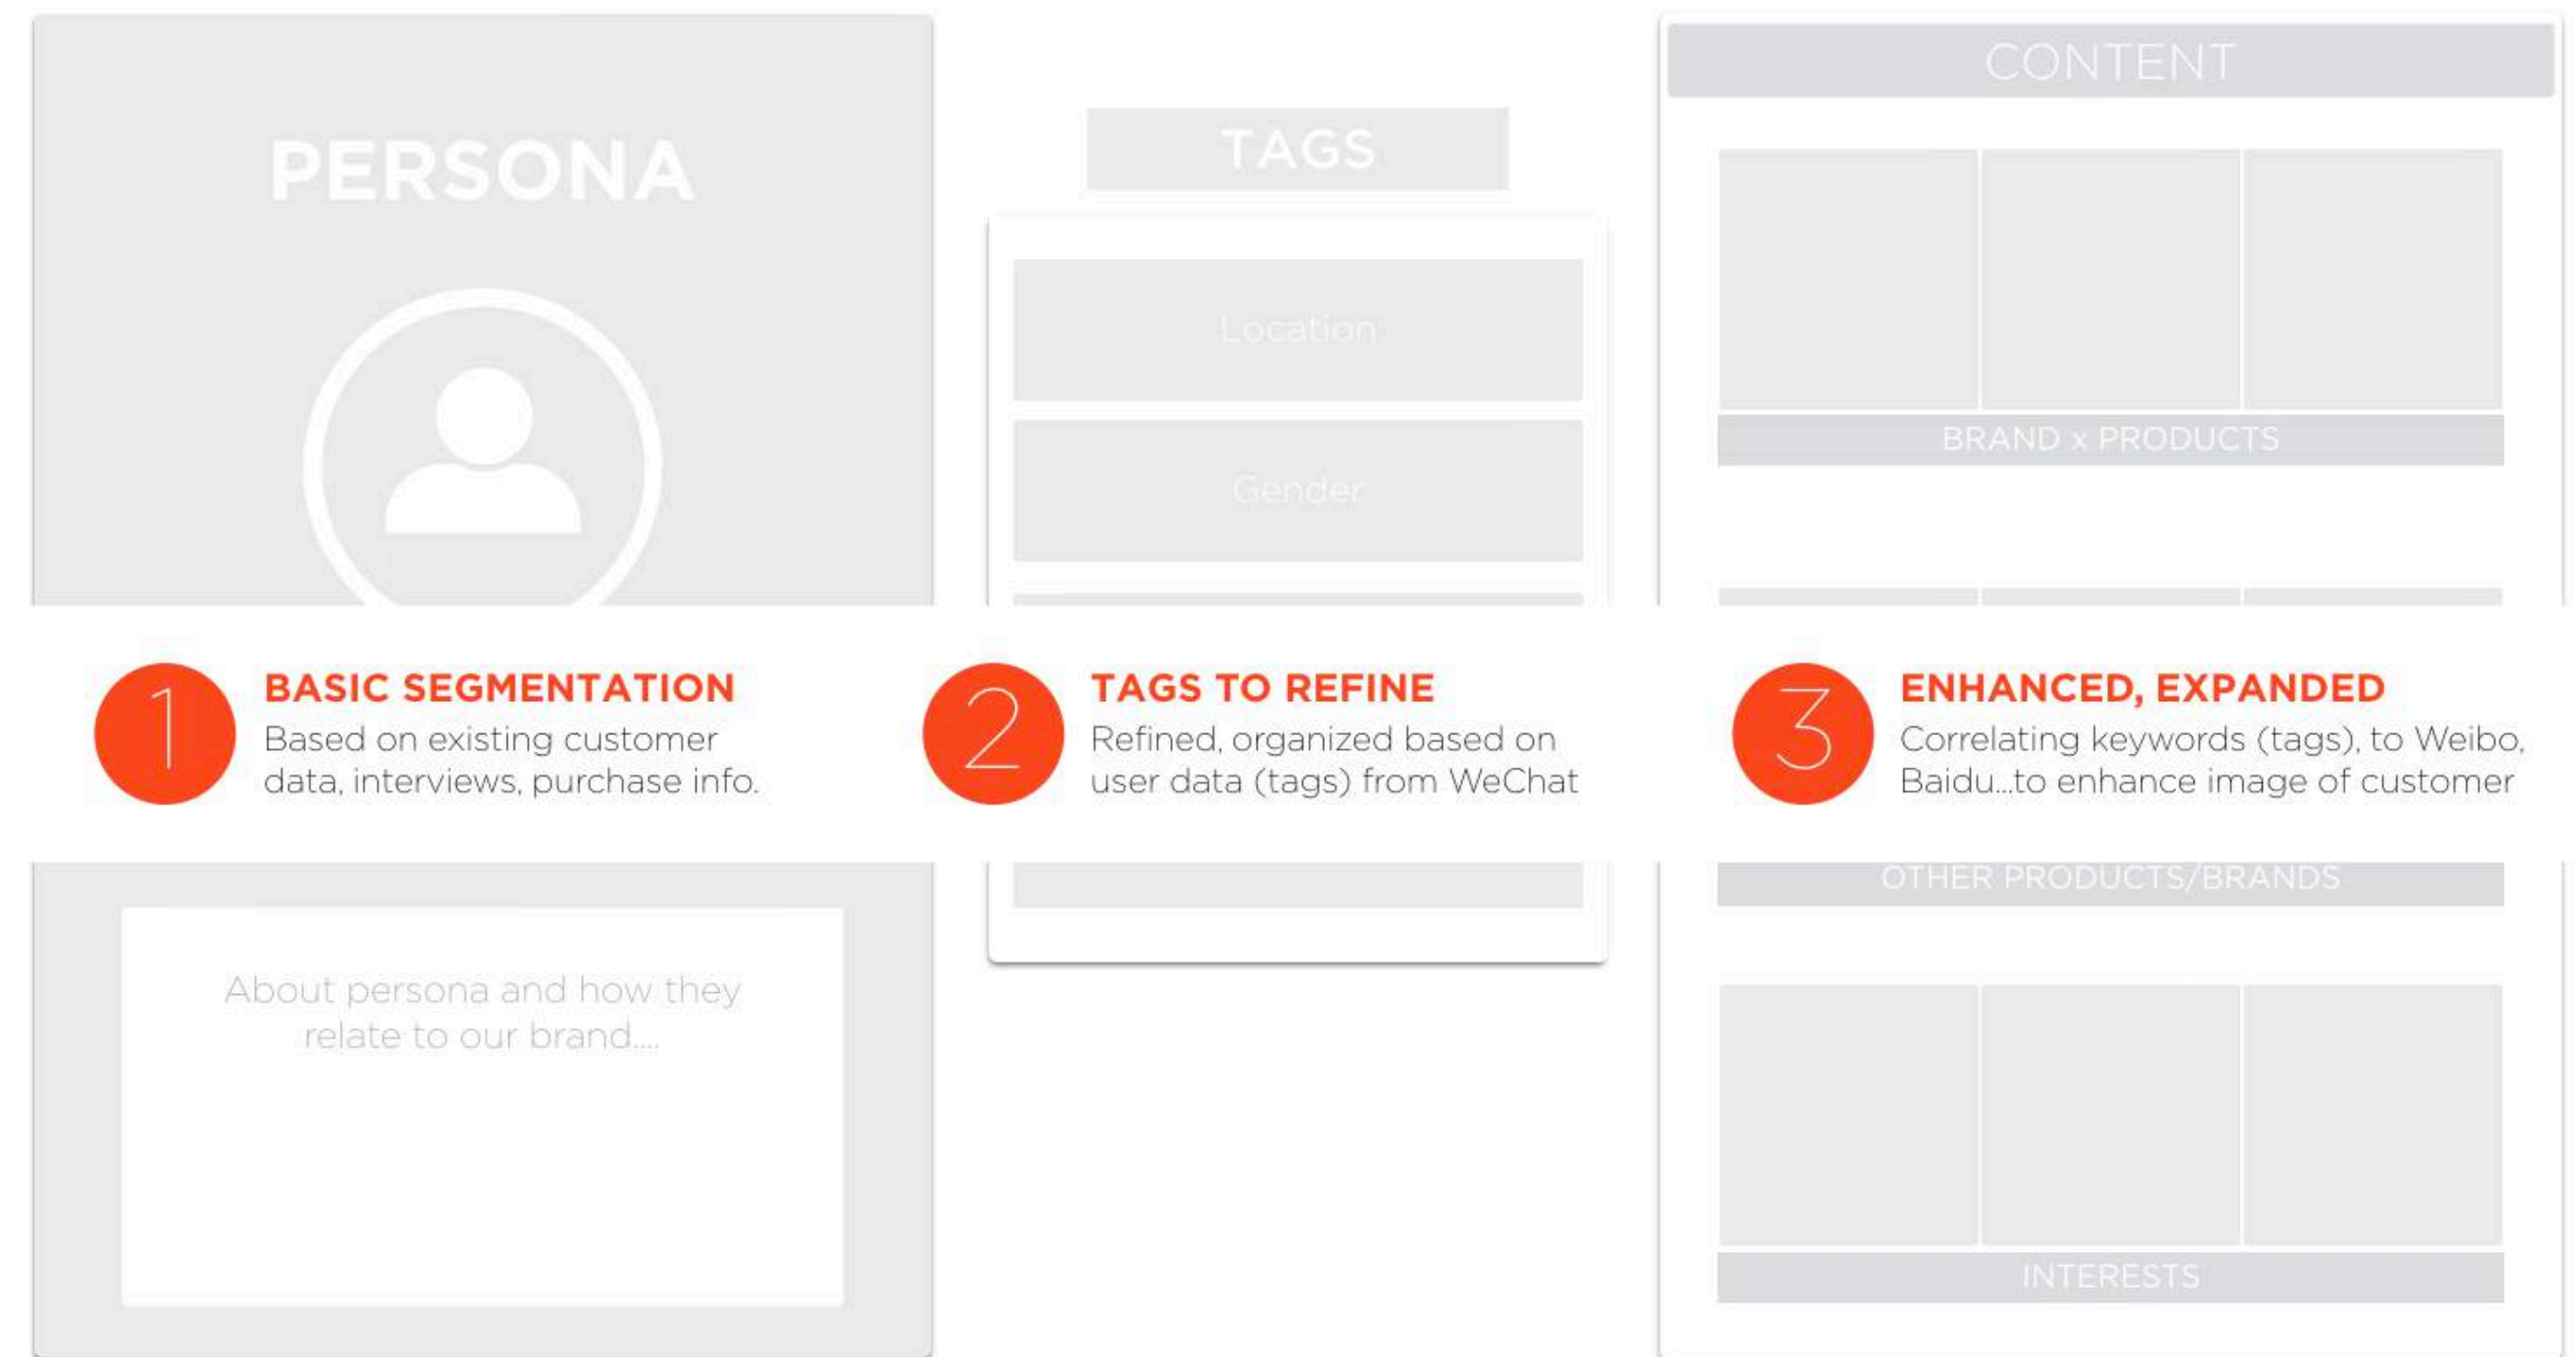 PERSONA
TAGS
Location
Gender
CONTENT
BRAND x PRODUCTS
1
BASIC SEGMENTATION
Based on existing customer
data, interviews, purchase info.
2
TAGS TO REFINE
Refined, organized based on
user data (tags) from WeChat
3
ENHANCED, EXPANDED
Correlating keywords (tags), to Weibo,
Baidu...to enhance image of customer
About persona and how they
relate to our brand....
OTHER PRODUCTS/BRANDS
INTERESTS